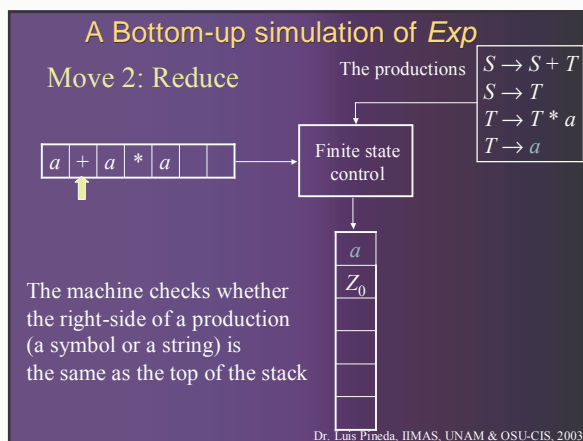 A Bottom-up simulation of Exp
Move 2: Reduce
The productions
S → S + T
S → T
T → T * a
T → a
a + a * a
Finite state
control
a
Z₀
The machine checks whether
the right-side of a production
(a symbol or a string) is
the same as the top of the stack
Dr. Luis Pineda, IIMAS, UNAM & OSU-CIS, 2003